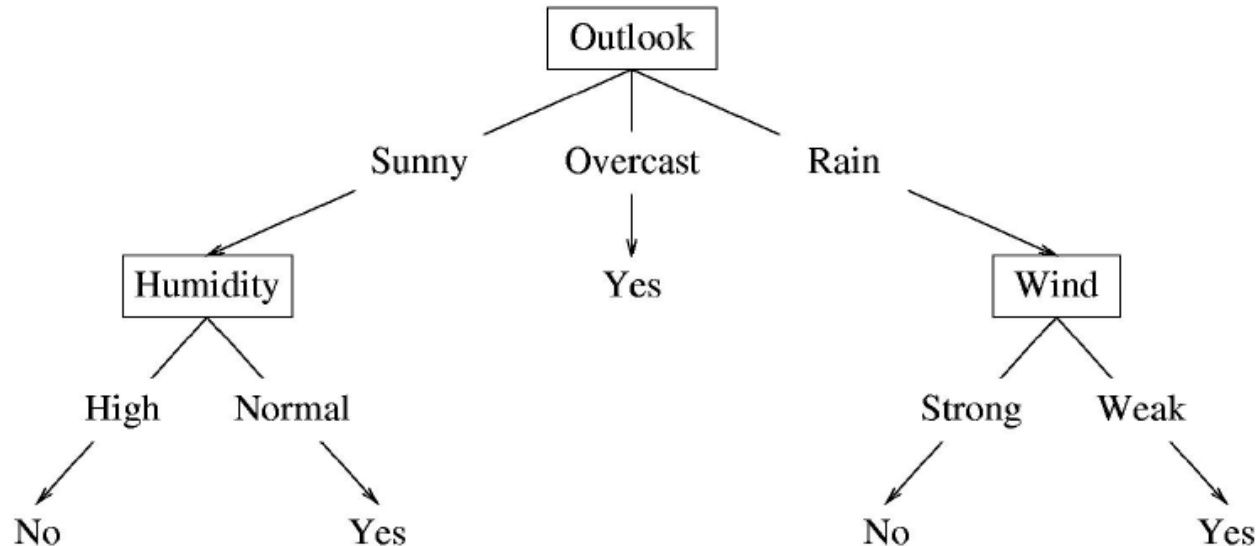 Outlook
Sunny Overcast Rain
Humidity Yes Wind
High Normal Strong Weak
No Yes No Yes